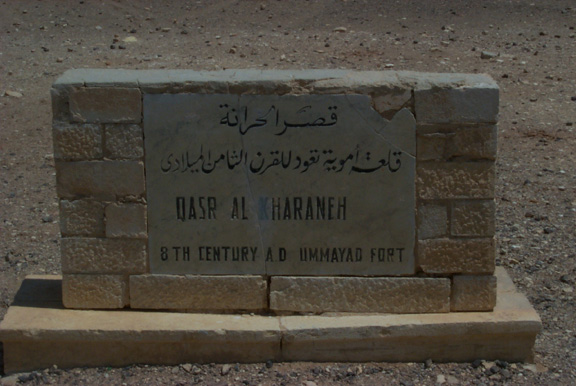 قصر الحرانة
قلعة أموية تعود للقرن الثامن الميلادي
QASR AL KHARANEH
8TH CENTURY A.D UMMAYAD FORT